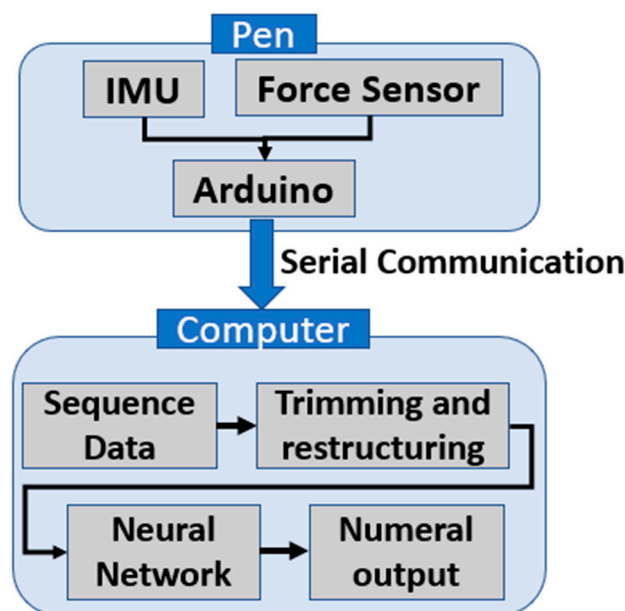 Pen
IMU
Force Sensor
Arduino
Serial Communication
Computer
Sequence
Data
Trimming and
restructuring
Neural
Network
Numeral
output